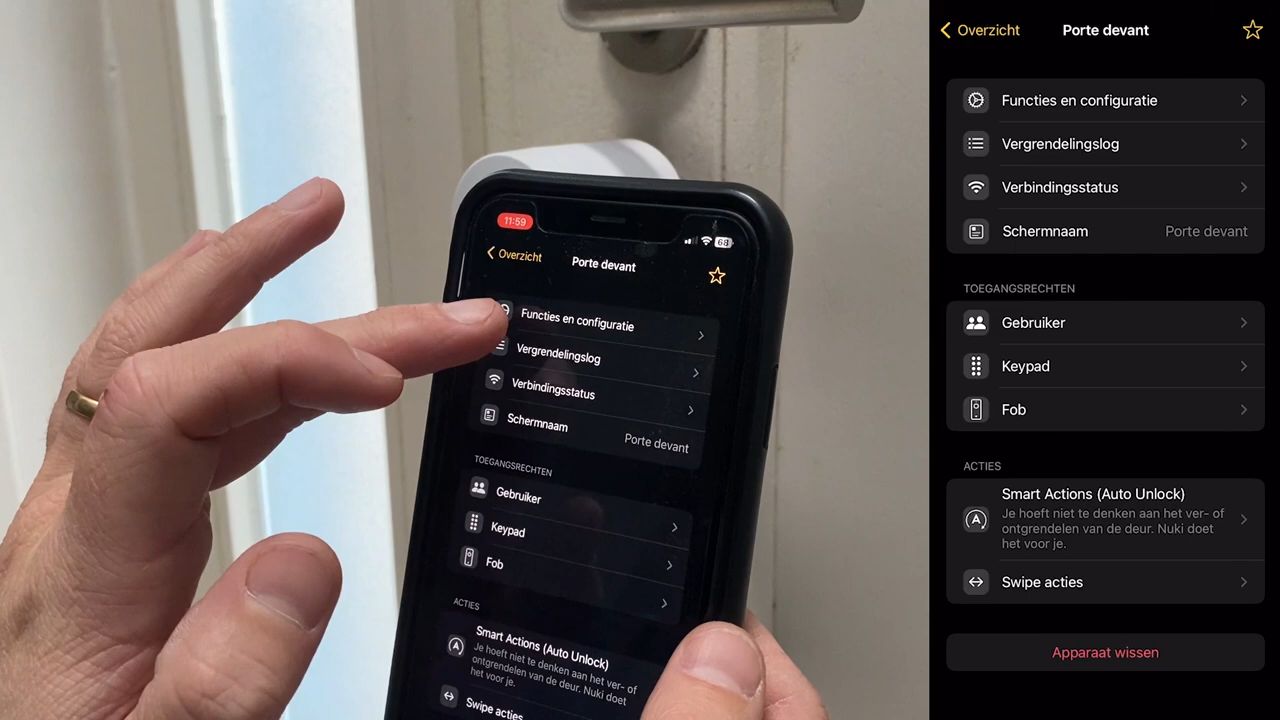 11:59
68
Overzicht
Porte devant
Functies en configuratie
Vergrendelingslog
Verbindingsstatus
Schermnaam
Porte devant
TOEGANGSRECHTEN
Gebruiker
Keypad
Fob
ACTIES
Smart Actions (Auto Unlock)
Je hoeft niet te denken aan het ver- of
ontgrendelen van de deur. Nuki doet
het voor je.
Swipe acties
Overzicht
Porte devant
Functies en configuratie
Vergrendelingslog
Verbindingsstatus
Schermnaam
Porte devant
TOEGANGSRECHTEN
Gebruiker
Keypad
Fob
ACTIES
Smart Actions (Auto Unlock)
Je hoeft niet te denken aan het ver- of
ontgrendelen van de deur. Nuki doet
het voor je.
Swipe acties
Apparaat wissen